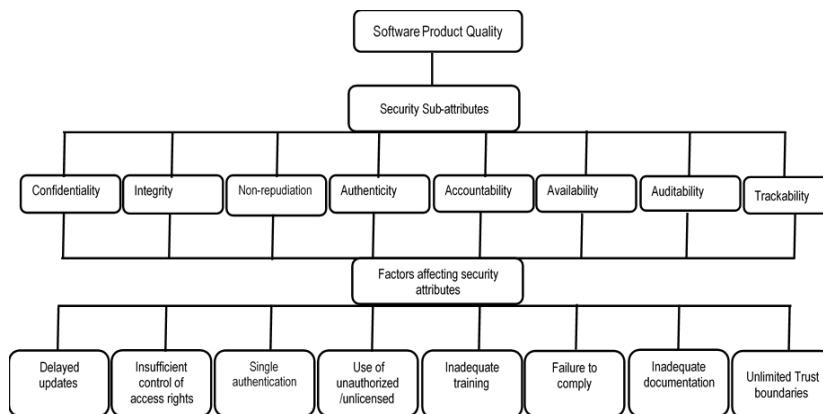 Software Product Quality
Security Sub-attributes
Confidentiality
Integrity
Non-repudiation
Authenticity
Accountability
Availability
Auditability
Trackability
Factors affecting security
attributes
Delayed
updates
Insufficient
control of
access rights
Single
authentication
Use of
unauthorized
/unlicensed
Inadequate
training
Failure to
comply
Inadequate
documentation
Unlimited Trust
boundaries